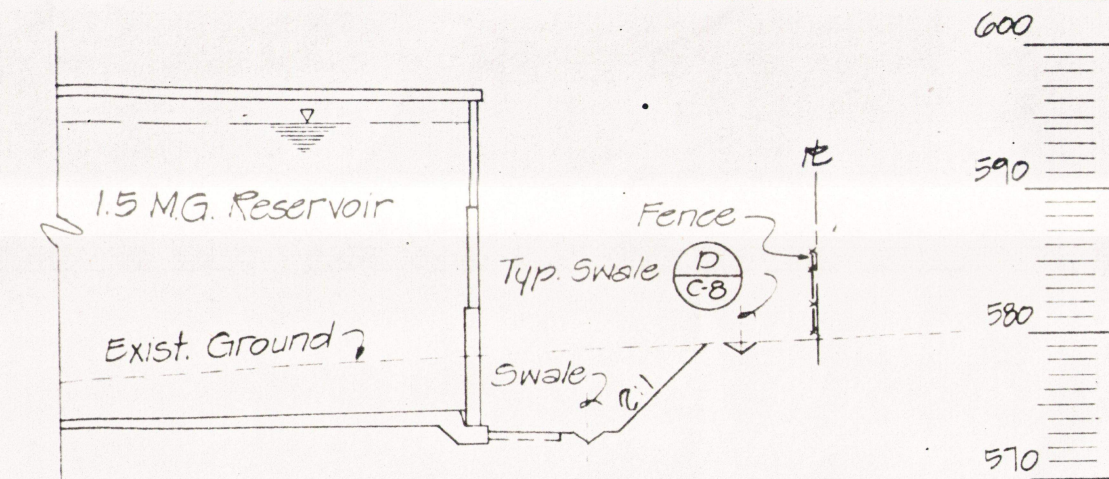 600
590
580
570
1.5 M.G. Reservoir
Fence
Typ. Swale
D
C-8
Exist. Ground
Swale
2:1